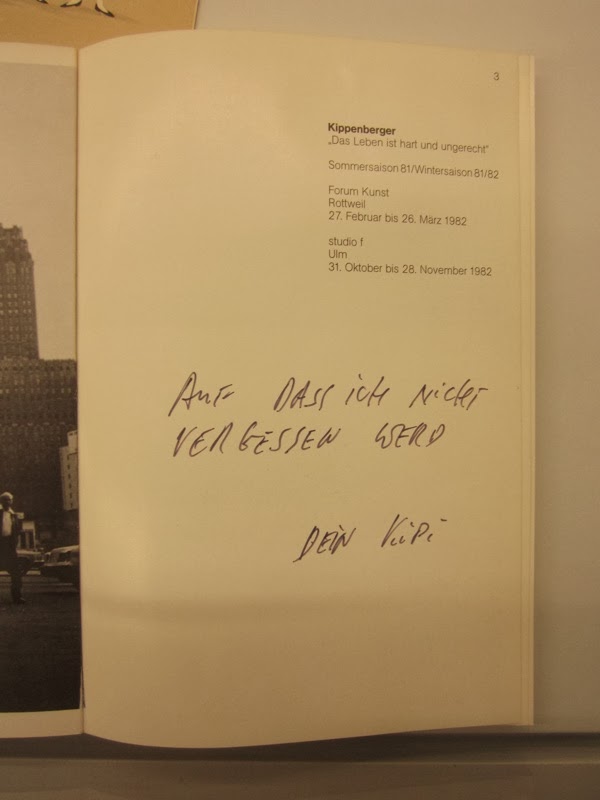 3
Kippenberger
„Das Leben ist hart und ungerecht“
Sommersaison 81/Wintersaison 81/82
Forum Kunst
Rottweil
27. Februar bis 26. März 1982
studio f
Ulm
31. Oktober bis 28. November 1982
AUF DASS ICH NICHT
VERGESSEN WERD
DEIN KiPi